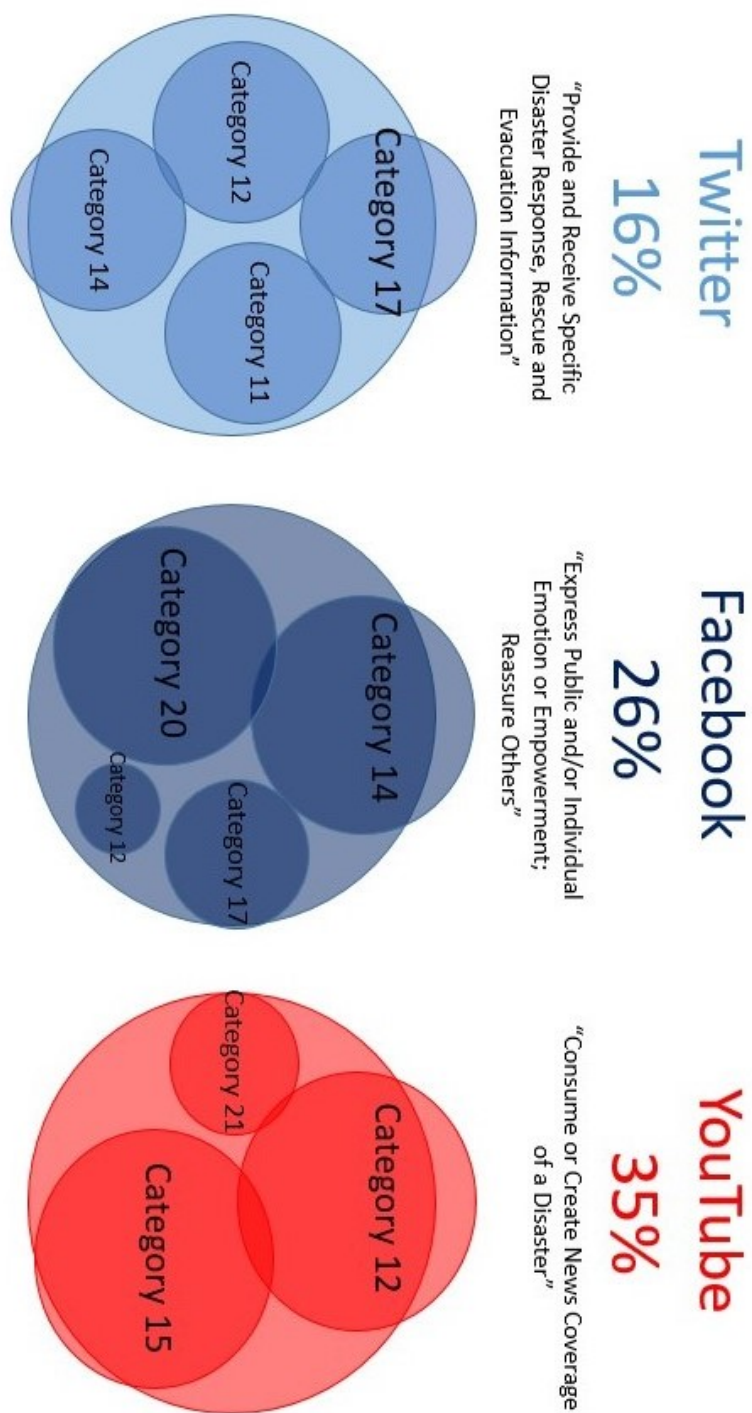 Twitter
16%
“Provide and Receive Specific
Disaster Response, Rescue and
Evacuation Information”
Category 17
Category 12
Category 11
Category 14
Facebook
26%
“Express Public and/or Individual
Emotion or Empowerment;
Reassure Others”
Category 14
Category 20
Category 17
Category 12
YouTube
35%
“Consume or Create News Coverage
of a Disaster”
Category 12
Category 21
Category 15